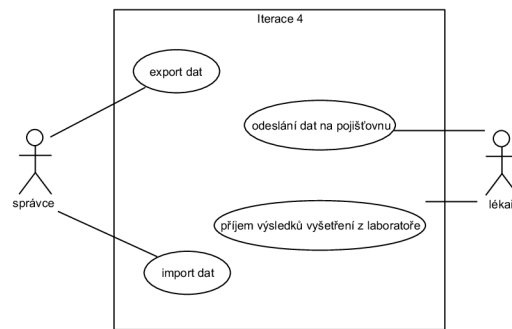 Iterace 4
export dat
odeslání dat na pojišťovnu
správce
lékař
příjem výsledků vyšetření z laboratoře
import dat